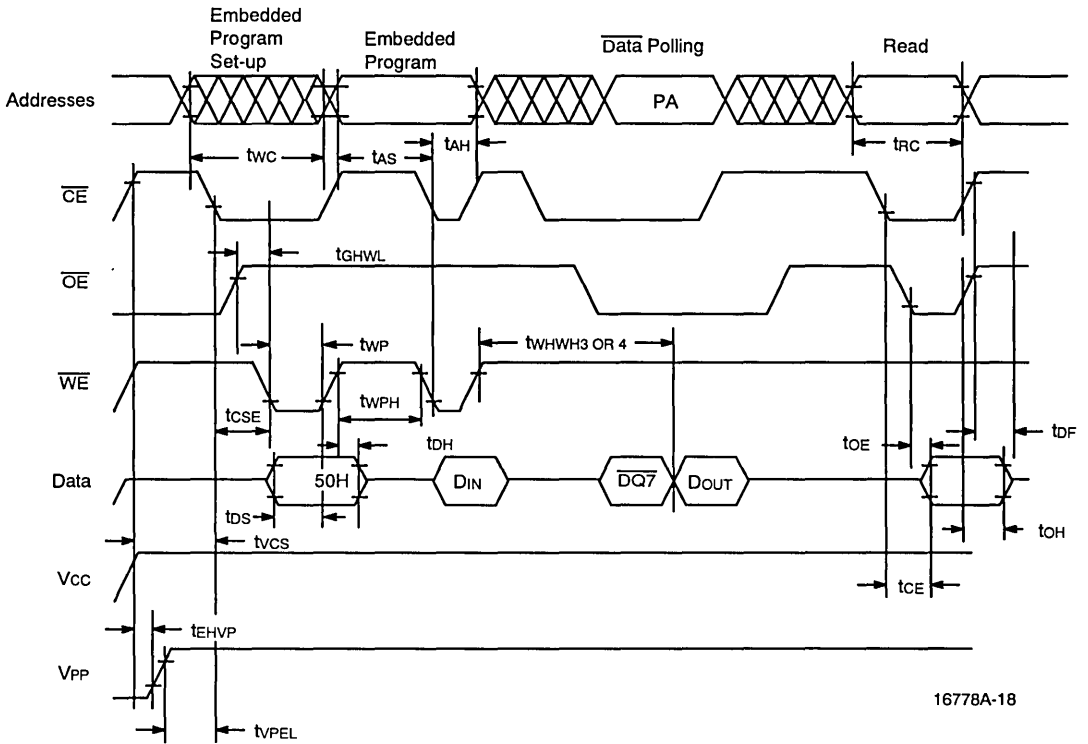 Embedded
Program
Set-up
Embedded
Program
Data Polling
Read
Addresses
PA
tWC
tAS
tAH
tRC
CE
tGHWL
OE
tWP
tWHWH3 OR 4
WE
tCSE
tWPH
tDH
tOE
tDF
Data
50H
DIN
DQ7
DOUT
tDS
tVCS
tOH
VCC
tCE
tEHVP
VPP
16778A-18
tVPEL